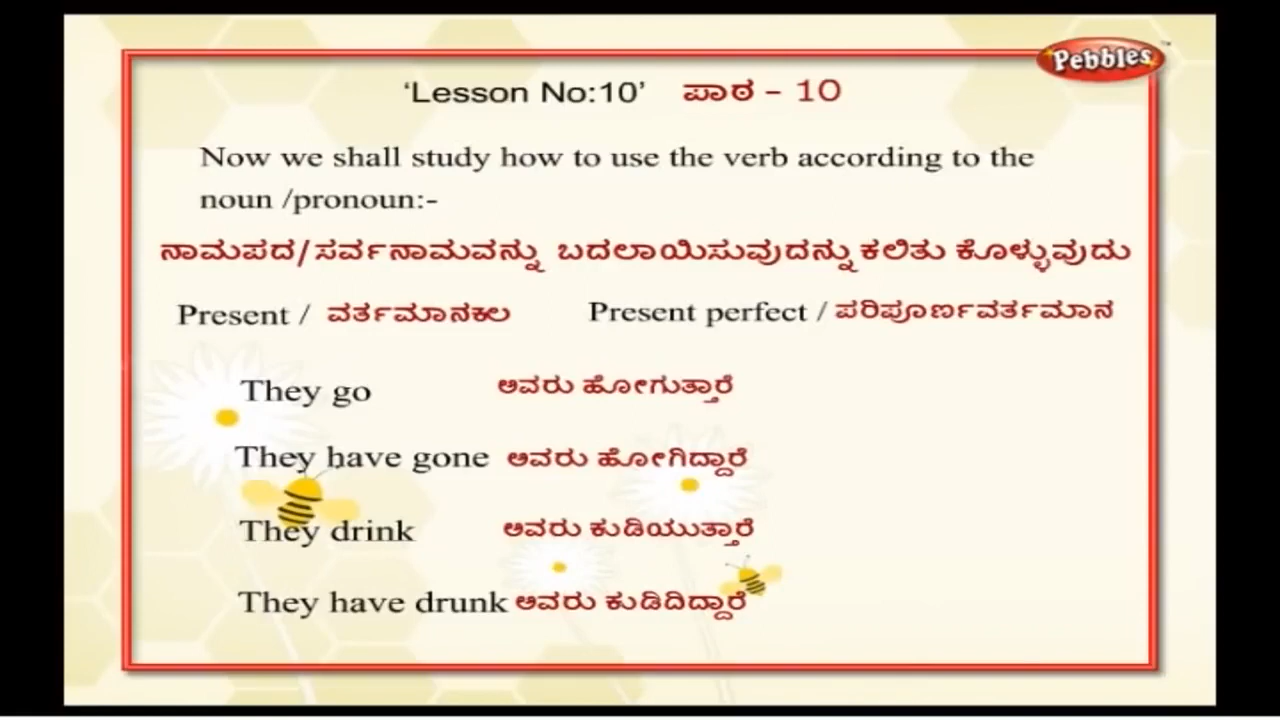 Pebbles™
‘Lesson No:10’ ಪಾಠ – 10
Now we shall study how to use the verb according to the
noun /pronoun:-
ನಾಮಪದ/ಸರ್ವನಾಮವನ್ನು ಬದಲಾಯಿಸುವುದನ್ನು ಕಲಿತು ಕೊಳ್ಳುವುದು
Present / ವರ್ತಮಾನಕಲ Present perfect / ಪರಿಪೂರ್ಣವರ್ತಮಾನ
They go ಅವರು ಹೋಗುತ್ತಾರೆ
They have gone ಅವರು ಹೋಗಿದ್ದಾರೆ
They drink ಅವರು ಕುಡಿಯುತ್ತಾರೆ
They have drunk ಅವರು ಕುಡಿದಿದ್ದಾರೆ